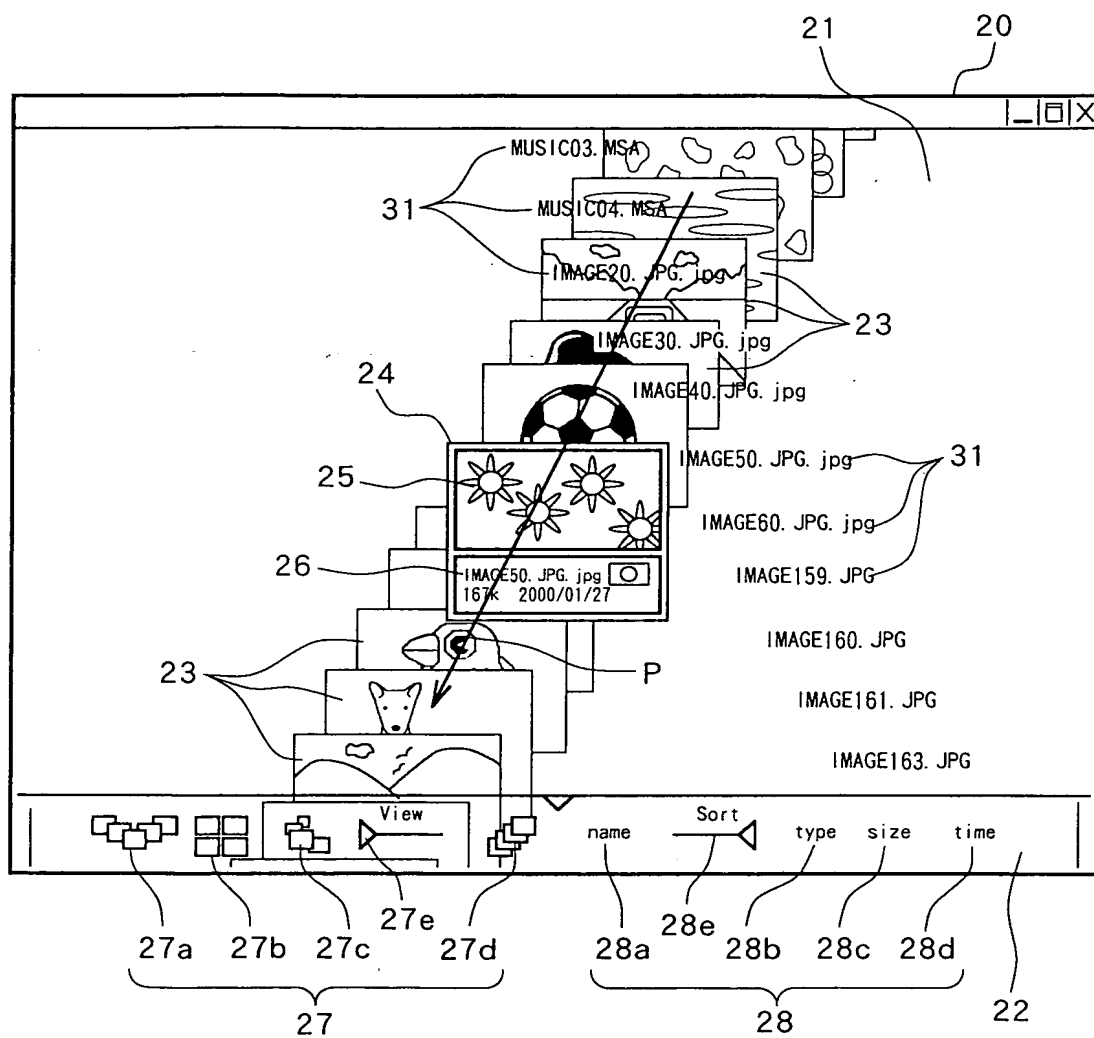 20
21
MUSIC03. MSA
31
MUSIC04. MSA
IMAGE20. JPG. jpg
23
IMAGE30. JPG. jpg
24
IMAGE40. JPG. jpg
IMAGE50. JPG. jpg
31
25
IMAGE60. JPG. jpg
26
IMAGE50. JPG. jpg
167k 2000/01/27
IMAGE159. JPG
IMAGE160. JPG
23
P
IMAGE161. JPG
IMAGE163. JPG
View
Sort
name
type
size
time
27a
27b
27c
27e
27d
28a
28e
28b
28c
28d
27
28
22